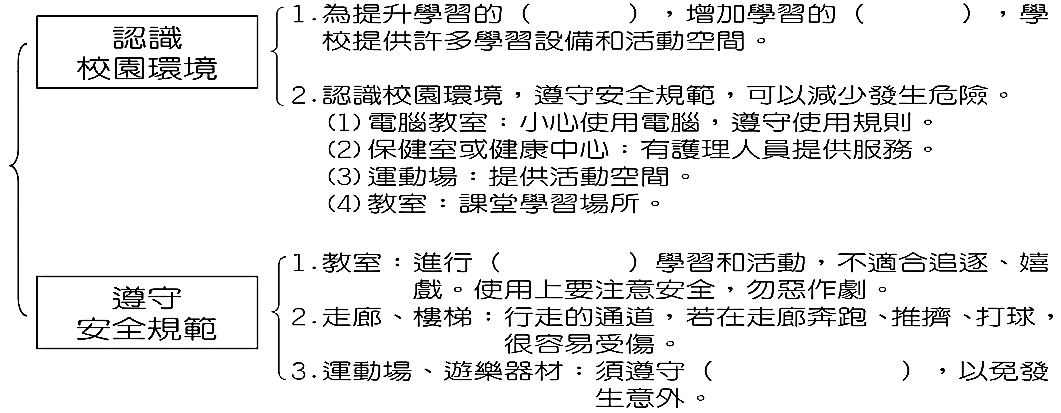 認識
校園環境
1.為提升學習的（　　　），增加學習的（　　　），學
校提供許多學習設備和活動空間。
2.認識校園環境，遵守安全規範，可以減少發生危險。
(1)電腦教室：小心使用電腦，遵守使用規則。
(2)保健室或健康中心：有護理人員提供服務。
(3)運動場：提供活動空間。
(4)教室：課堂學習場所。
遵守
安全規範
1.教室：進行（　　　　）學習和活動，不適合追逐、嬉
戲。使用上要注意安全，勿惡作劇。
2.走廊、樓梯：行走的通道，若在走廊奔跑、推擠、打球，
很容易受傷。
3.運動場、遊樂器材：須遵守（　　　　　　），以免發
生意外。